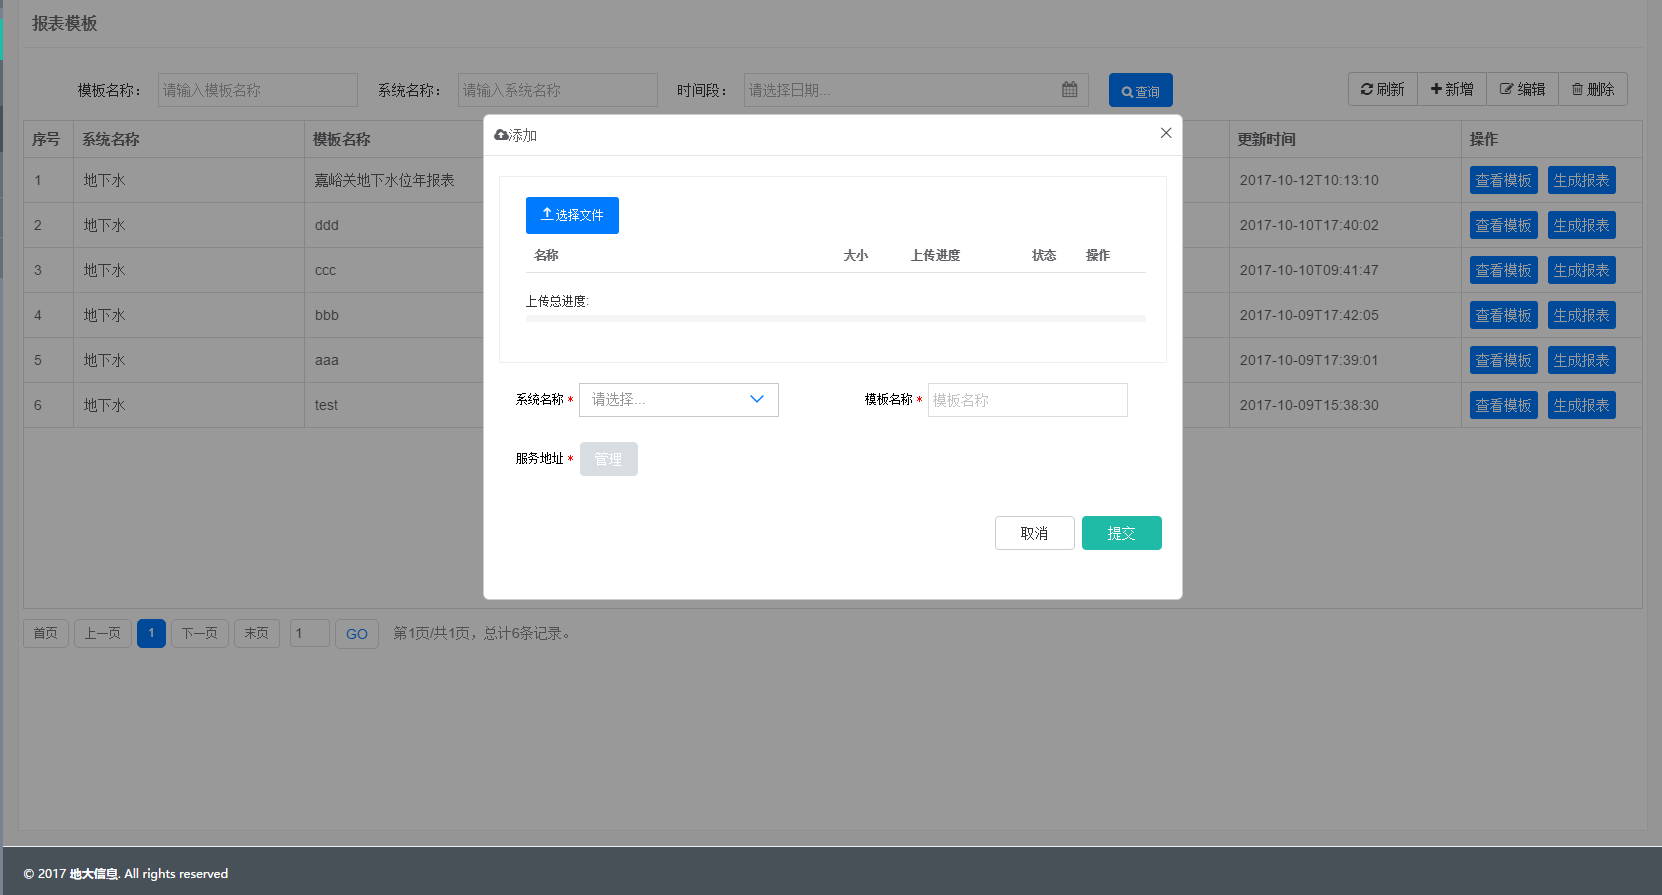 报表模板
模板名称： 请输入模板名称 系统名称： 请输入系统名称 时间段： 请选择日期... 查询 刷新 新增 编辑 删除
添加
序号 系统名称 模板名称 更新时间 操作
1 地下水 嘉峪关地下水位年报表 2017-10-12T10:13:10 查看模板 生成报表
选择文件
2 地下水 ddd 2017-10-10T17:40:02 查看模板 生成报表
名称 大小 上传进度 状态 操作
3 地下水 ccc 2017-10-10T09:41:47 查看模板 生成报表
上传总进度:
4 地下水 bbb 2017-10-09T17:42:05 查看模板 生成报表
5 地下水 aaa 2017-10-09T17:39:01 查看模板 生成报表
系统名称 * 请选择... 模板名称 * 模板名称
6 地下水 test 2017-10-09T15:38:30 查看模板 生成报表
服务地址 * 管理
取消 提交
首页 上一页 1 下一页 末页 1 GO 第1页/共1页，总计6条记录。
© 2017 地大信息. All rights reserved